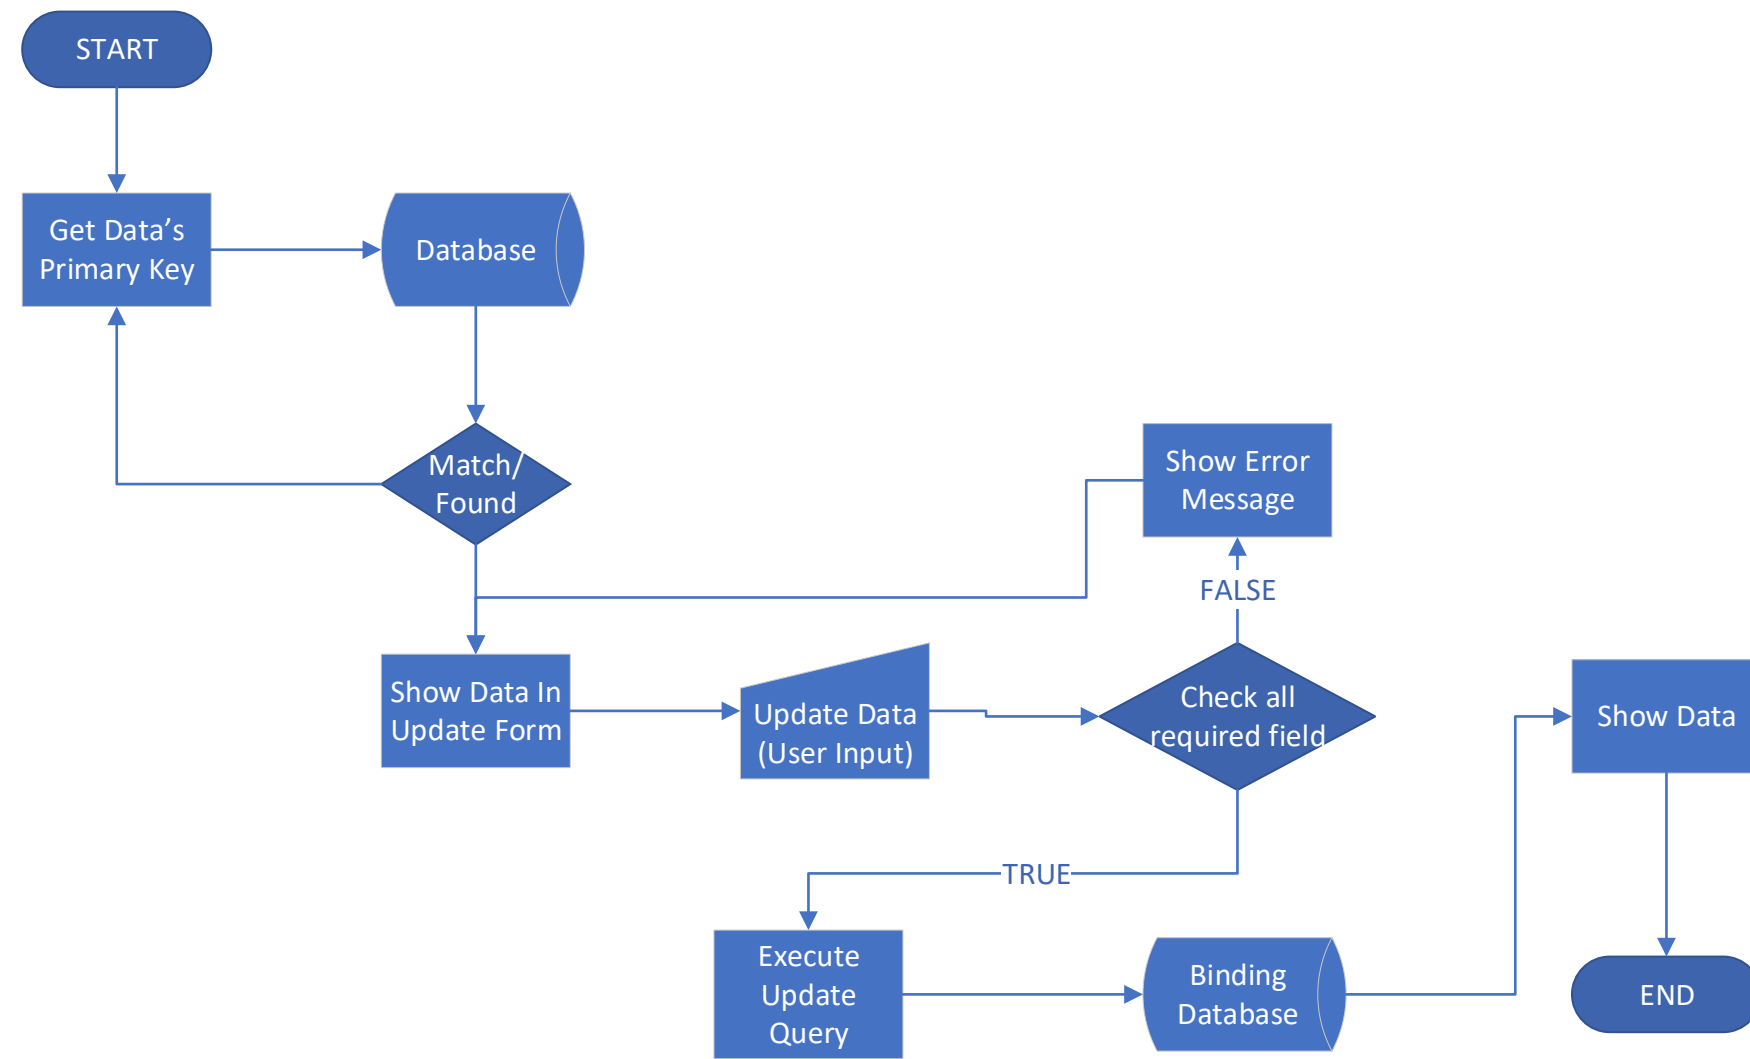 START
Get Data’s
Primary Key
Database
Match/
Found
Show Error
Message
FALSE
Show Data In
Update Form
Update Data
(User Input)
Check all
required field
Show Data
TRUE
Execute
Update
Query
Binding
Database
END